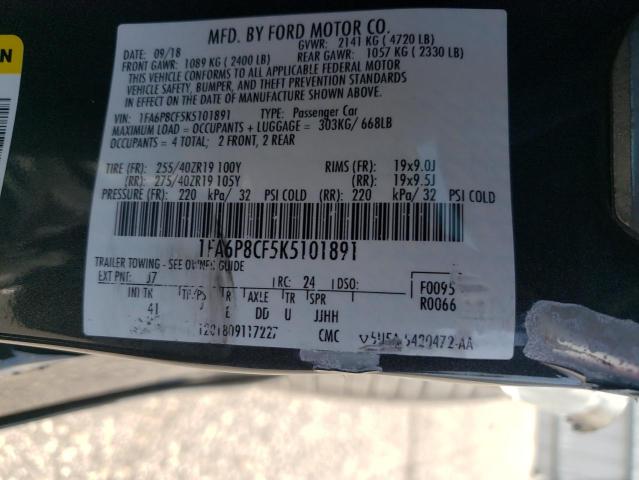 MFD. BY FORD MOTOR CO.
DATE: 09/18 GVWR: 2141 KG ( 4720 LB)
FRONT GAWR: 1089 KG ( 2400 LB) REAR GAWR: 1057 KG ( 2330 LB)
THIS VEHICLE CONFORMS TO ALL APPLICABLE FEDERAL MOTOR
VEHICLE SAFETY, BUMPER, AND THEFT PREVENTION STANDARDS
IN EFFECT ON THE DATE OF MANUFACTURE SHOWN ABOVE.
VIN: 1FA6P8CF5K5101891 TYPE: Passenger Car
MAXIMUM LOAD = OCCUPANTS + LUGGAGE = 303KG/ 668LB
OCCUPANTS = 4 TOTAL; 2 FRONT, 2 REAR
TIRE (FR): 255/40ZR19 100Y RIMS (FR): 19x9.0J
(RR): 275/40ZR19 105Y (RR): 19x9.5J
PRESSURE (FR): 220 kPa/ 32 PSI COLD (RR): 220 kPa/ 32 PSI COLD
1FA6P8CF5K5101891
TRAILER TOWING - SEE OWNER GUIDE
EXT PNT: RC: 24 DSO: F0095
INT TR TP/PS R AXLE TR SPR R0066
41 E DD U JJHH
CMC